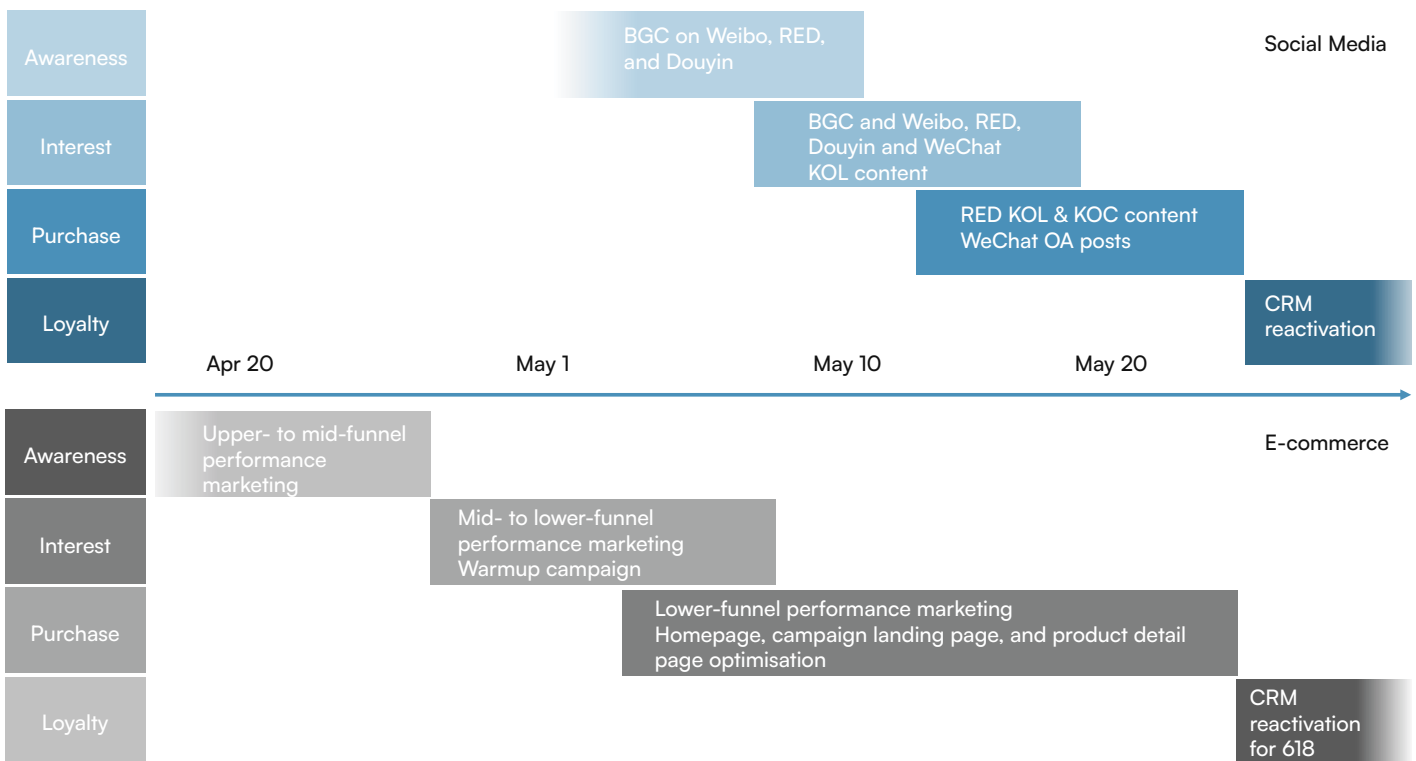 Awareness
BGC on Weibo, RED,
and Douyin
Social Media
Interest
BGC and Weibo, RED,
Douyin and WeChat
KOL content
Purchase
RED KOL & KOC content
WeChat OA posts
Loyalty
CRM
reactivation
Apr 20
May 1
May 10
May 20
Awareness
Upper- to mid-funnel
performance
marketing
E-commerce
Interest
Mid- to lower-funnel
performance marketing
Warmup campaign
Purchase
Lower-funnel performance marketing
Homepage, campaign landing page, and product detail
page optimisation
Loyalty
CRM
reactivation
for 618